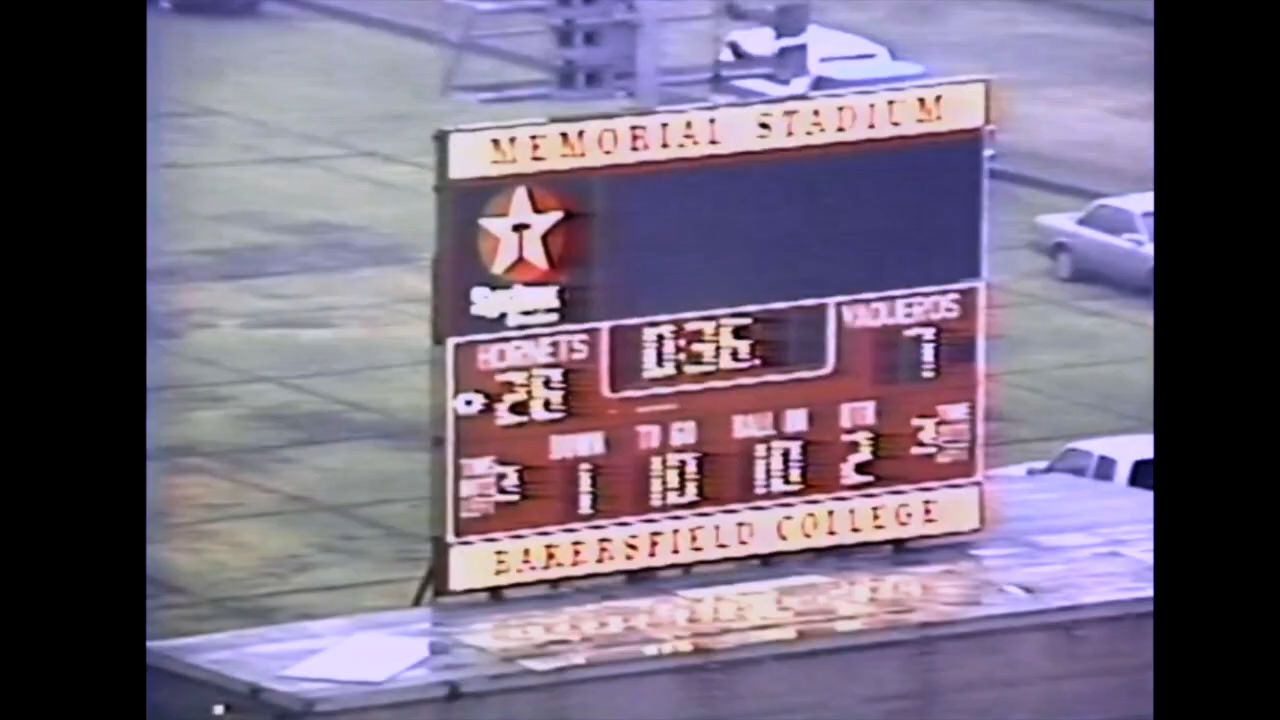 MEMORIAL STADIUM
T
HORNETS
0:36
VAQUEROS
7
DOWN TO GO BALL ON QTR
1 10 10 2
BAKERSFIELD COLLEGE